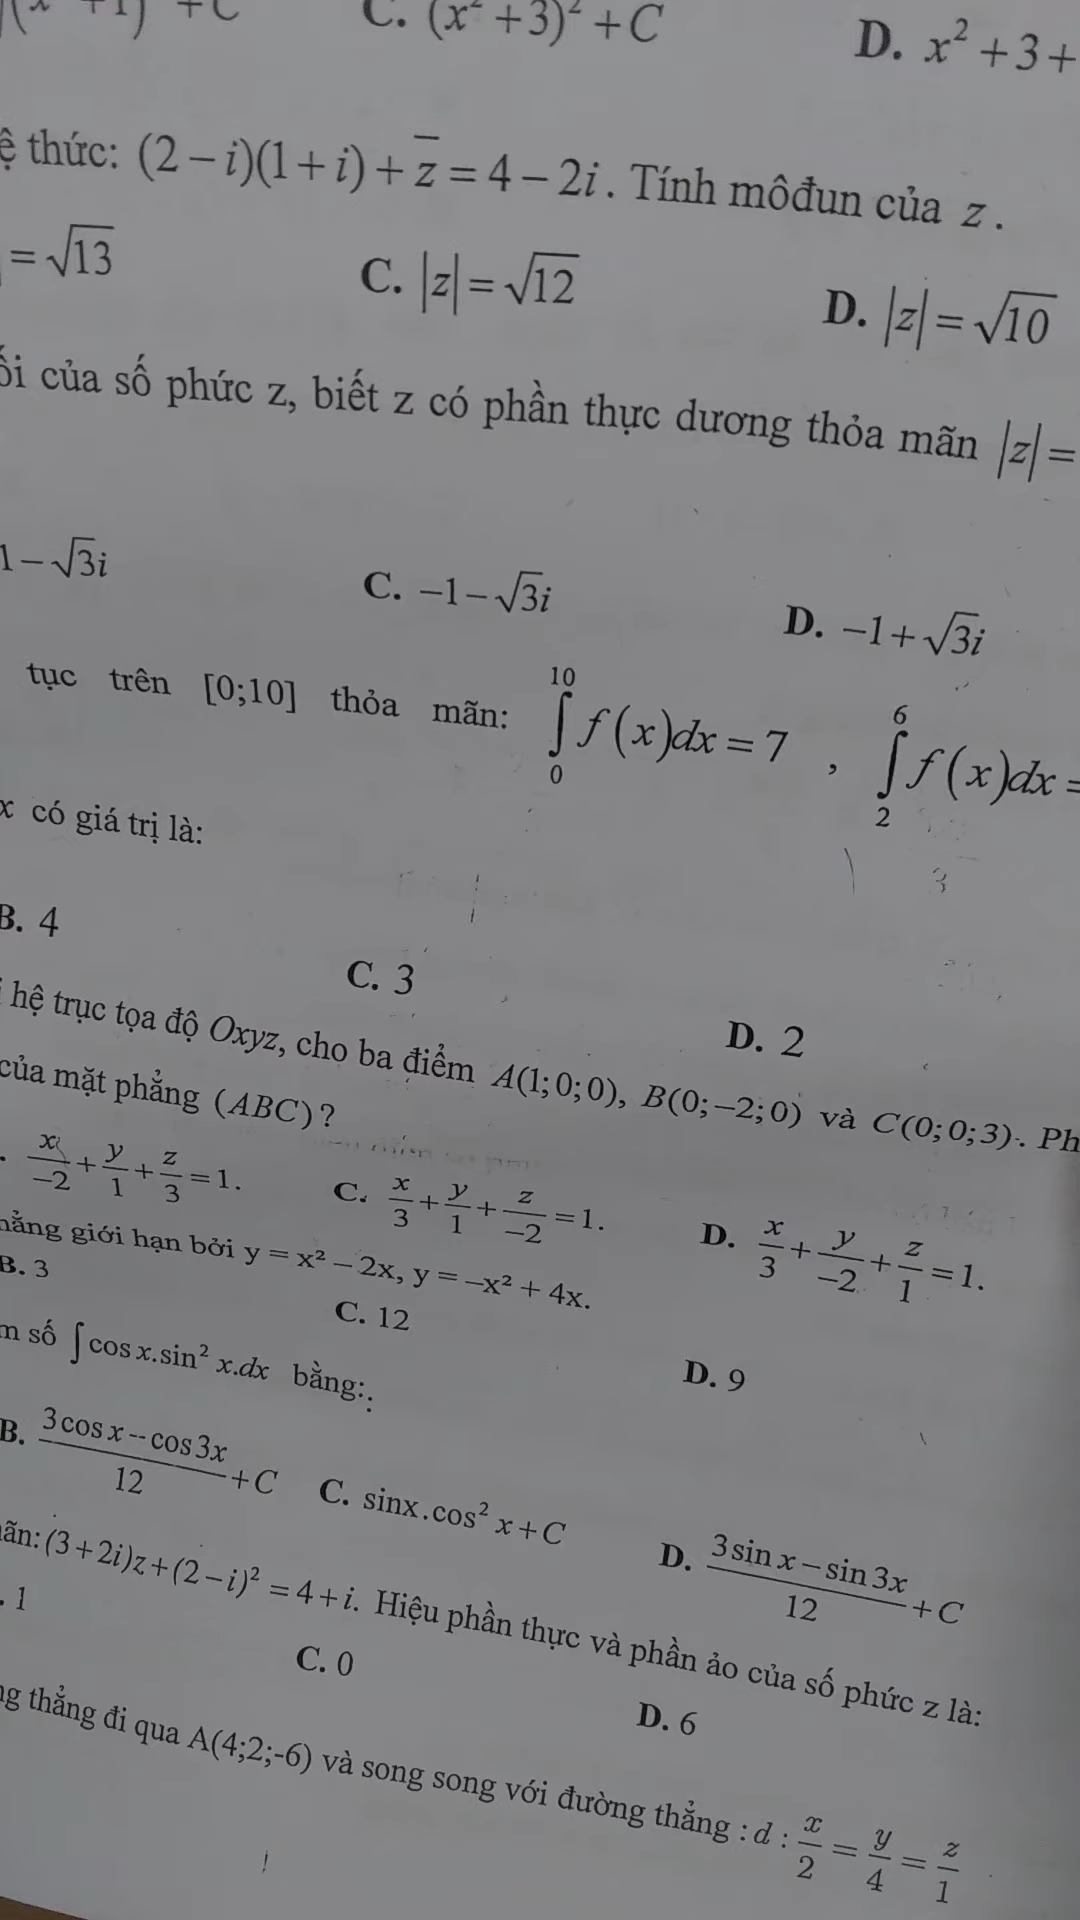 C. (x² + 3)² + C
D. x² + 3 +
thức: (2 − i)(1 + i) + z̅ = 4 − 2i. Tính môđun của z.
= √13
C. |z| = √12
D. |z| = √10
của số phức z, biết z có phần thực dương thỏa mãn |z| =
1 − √3i
C. −1 − √3i
D. −1 + √3i
tục trên [0;10] thỏa mãn: ∫₀¹⁰ f(x)dx = 7 , ∫₂⁶ f(x)dx =
x có giá trị là:
B. 4
C. 3
D. 2
hệ trục tọa độ Oxyz, cho ba điểm A(1;0;0), B(0;−2;0) và C(0;0;3). Ph
của mặt phẳng (ABC)?
x/−2 + y/1 + z/3 = 1.
C. x/3 + y/1 + z/−2 = 1.
D. x/3 + y/−2 + z/1 = 1.
giới hạn bởi y = x² − 2x, y = −x² + 4x.
B. 3
C. 12
D. 9
số ∫cos x.sin² x.dx bằng:.
B. (3cos x -- cos3x)/12 + C
C. sinx.cos² x + C
D. (3sin x − sin 3x)/12 + C
(3 + 2i)z + (2 − i)² = 4 + i. Hiệu phần thực và phần ảo của số phức z là:
. 1
C. 0
D. 6
thẳng đi qua A(4;2;-6) và song song với đường thẳng : d : x/2 = y/4 = z/1